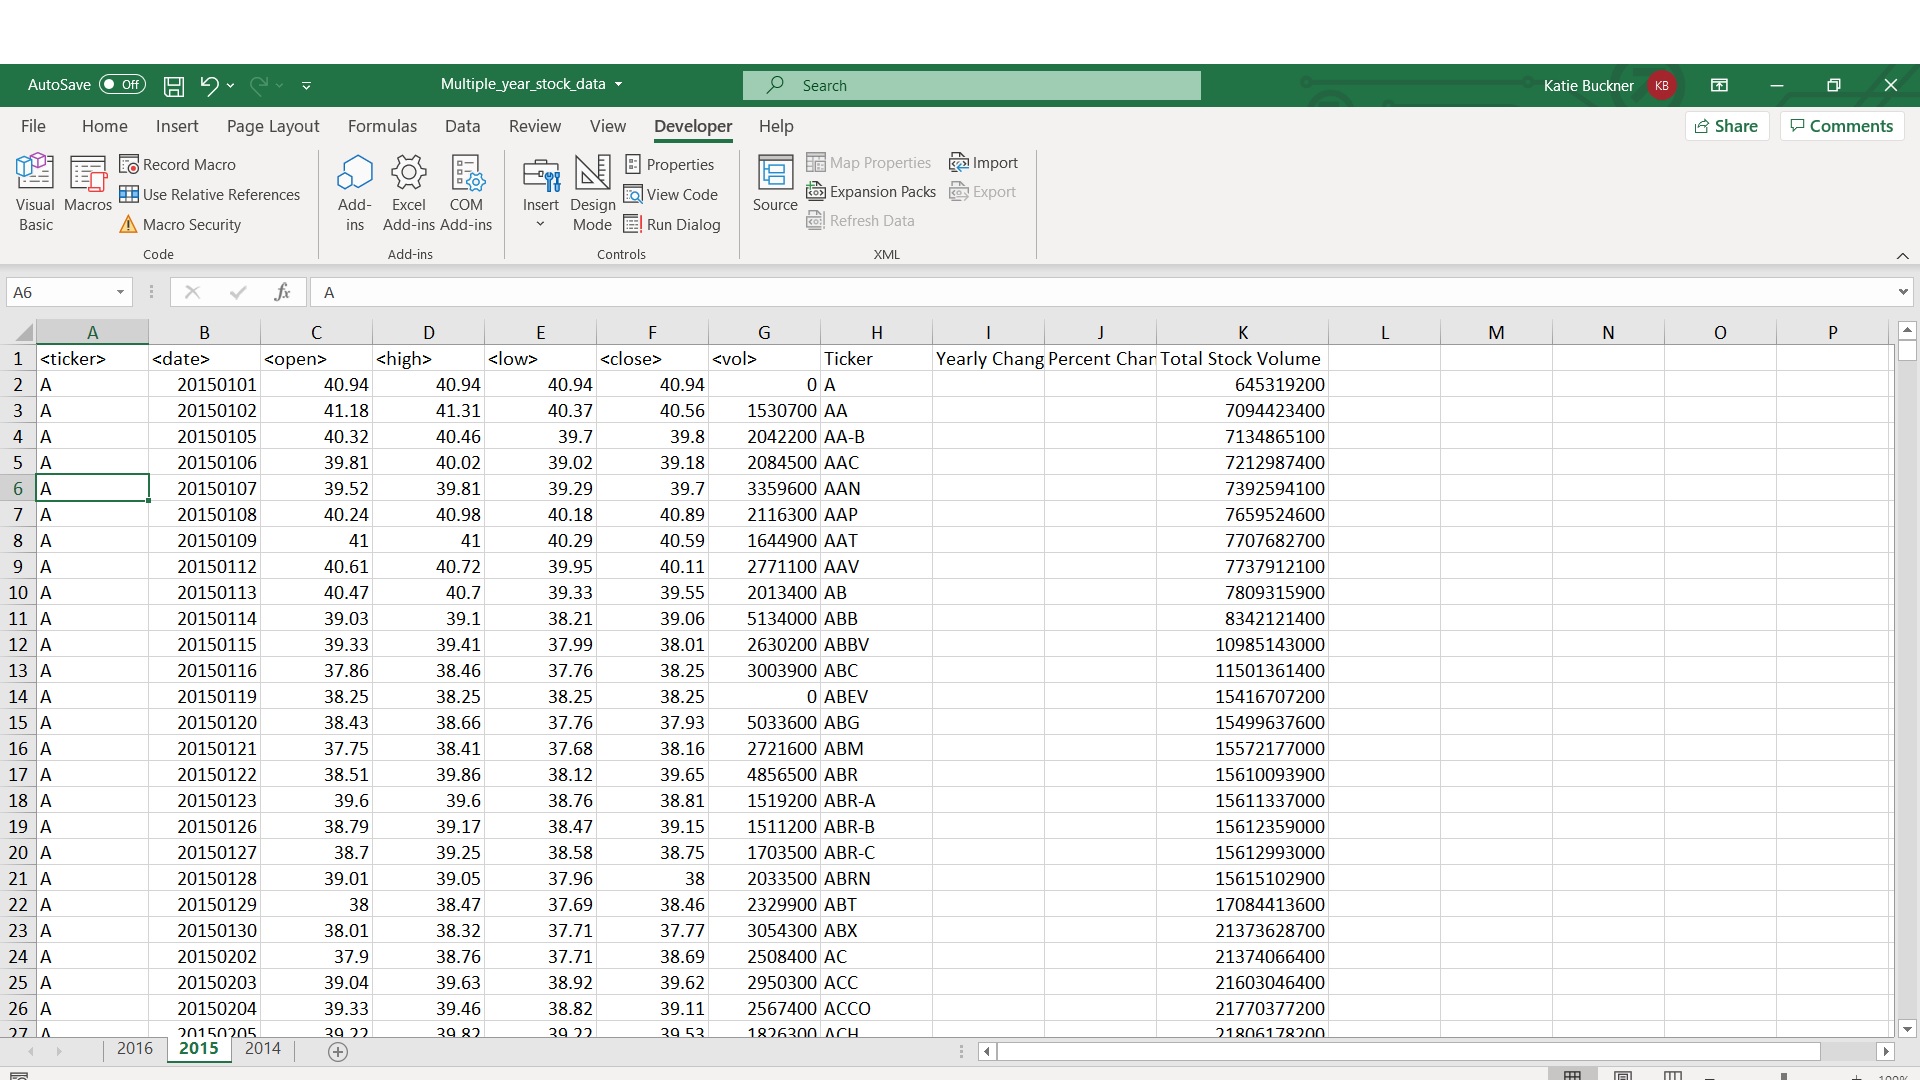 AutoSave Off Multiple_year_stock_data Search Katie Buckner KB
File Home Insert Page Layout Formulas Data Review View Developer Help Share Comments
Visual Basic Macros Record Macro Use Relative References Macro Security
Add-ins Excel Add-ins COM Add-ins
Insert Design Mode Properties View Code Run Dialog
Source Map Properties Expansion Packs Refresh Data Import Export
Code Add-ins Controls XML
A6 fx A
A B C D E F G H I J K L M N O P
1 <ticker> <date> <open> <high> <low> <close> <vol> Ticker Yearly Chang Percent Chan Total Stock Volume
2 A 20150101 40.94 40.94 40.94 40.94 0 A 645319200
3 A 20150102 41.18 41.31 40.37 40.56 1530700 AA 7094423400
4 A 20150105 40.32 40.46 39.7 39.8 2042200 AA-B 7134865100
5 A 20150106 39.81 40.02 39.02 39.18 2084500 AAC 7212987400
6 A 20150107 39.52 39.81 39.29 39.7 3359600 AAN 7392594100
7 A 20150108 40.24 40.98 40.18 40.89 2116300 AAP 7659524600
8 A 20150109 41 41 40.29 40.59 1644900 AAT 7707682700
9 A 20150112 40.61 40.72 39.95 40.11 2771100 AAV 7737912100
10 A 20150113 40.47 40.7 39.33 39.55 2013400 AB 7809315900
11 A 20150114 39.03 39.1 38.21 39.06 5134000 ABB 8342121400
12 A 20150115 39.33 39.41 37.99 38.01 2630200 ABBV 10985143000
13 A 20150116 37.86 38.46 37.76 38.25 3003900 ABC 11501361400
14 A 20150119 38.25 38.25 38.25 38.25 0 ABEV 15416707200
15 A 20150120 38.43 38.66 37.76 37.93 5033600 ABG 15499637600
16 A 20150121 37.75 38.41 37.68 38.16 2721600 ABM 15572177000
17 A 20150122 38.51 39.86 38.12 39.65 4856500 ABR 15610093900
18 A 20150123 39.6 39.6 38.76 38.81 1519200 ABR-A 15611337000
19 A 20150126 38.79 39.17 38.47 39.15 1511200 ABR-B 15612359000
20 A 20150127 38.7 39.25 38.58 38.75 1703500 ABR-C 15612993000
21 A 20150128 39.01 39.05 37.96 38 2033500 ABRN 15615102900
22 A 20150129 38 38.47 37.69 38.46 2329900 ABT 17084413600
23 A 20150130 38.01 38.32 37.71 37.77 3054300 ABX 21373628700
24 A 20150202 37.9 38.76 37.71 38.69 2508400 AC 21374066400
25 A 20150203 39.04 39.63 38.92 39.62 2950300 ACC 21603046400
26 A 20150204 39.33 39.46 38.82 39.11 2567400 ACCO 21770377200
27 A 20150205 39.22 39.82 39.22 39.53 1826300 ACH 21806178200
2016 2015 2014
100%